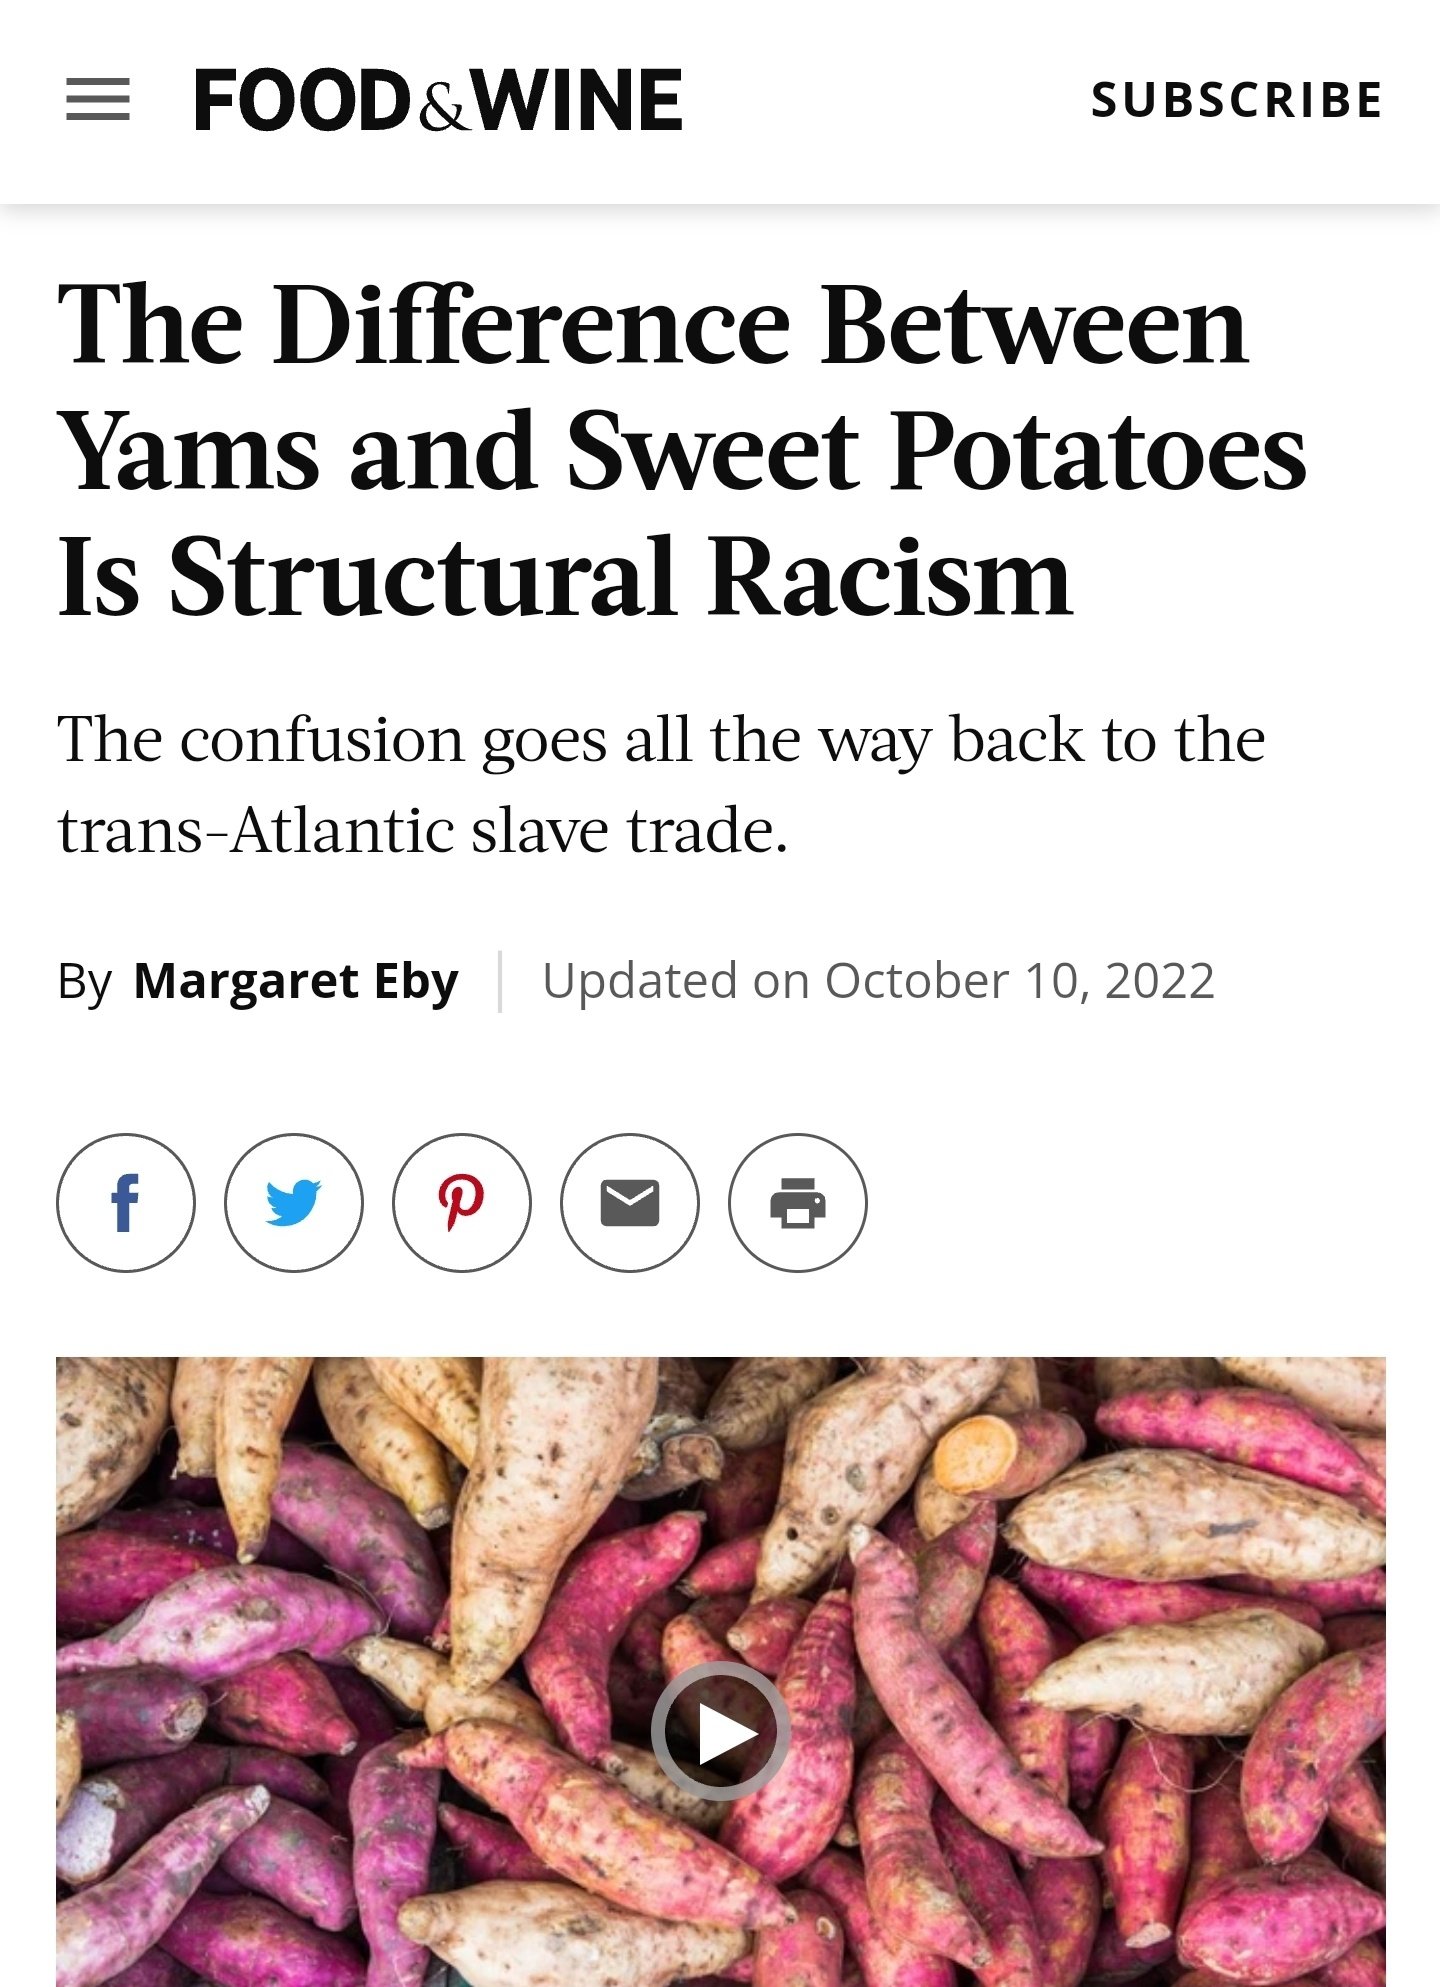 FOOD&WINE
SUBSCRIBE
The Difference Between
Yams and Sweet Potatoes
Is Structural Racism
The confusion goes all the way back to the
trans-Atlantic slave trade.
By Margaret Eby
Updated on October 10, 2022